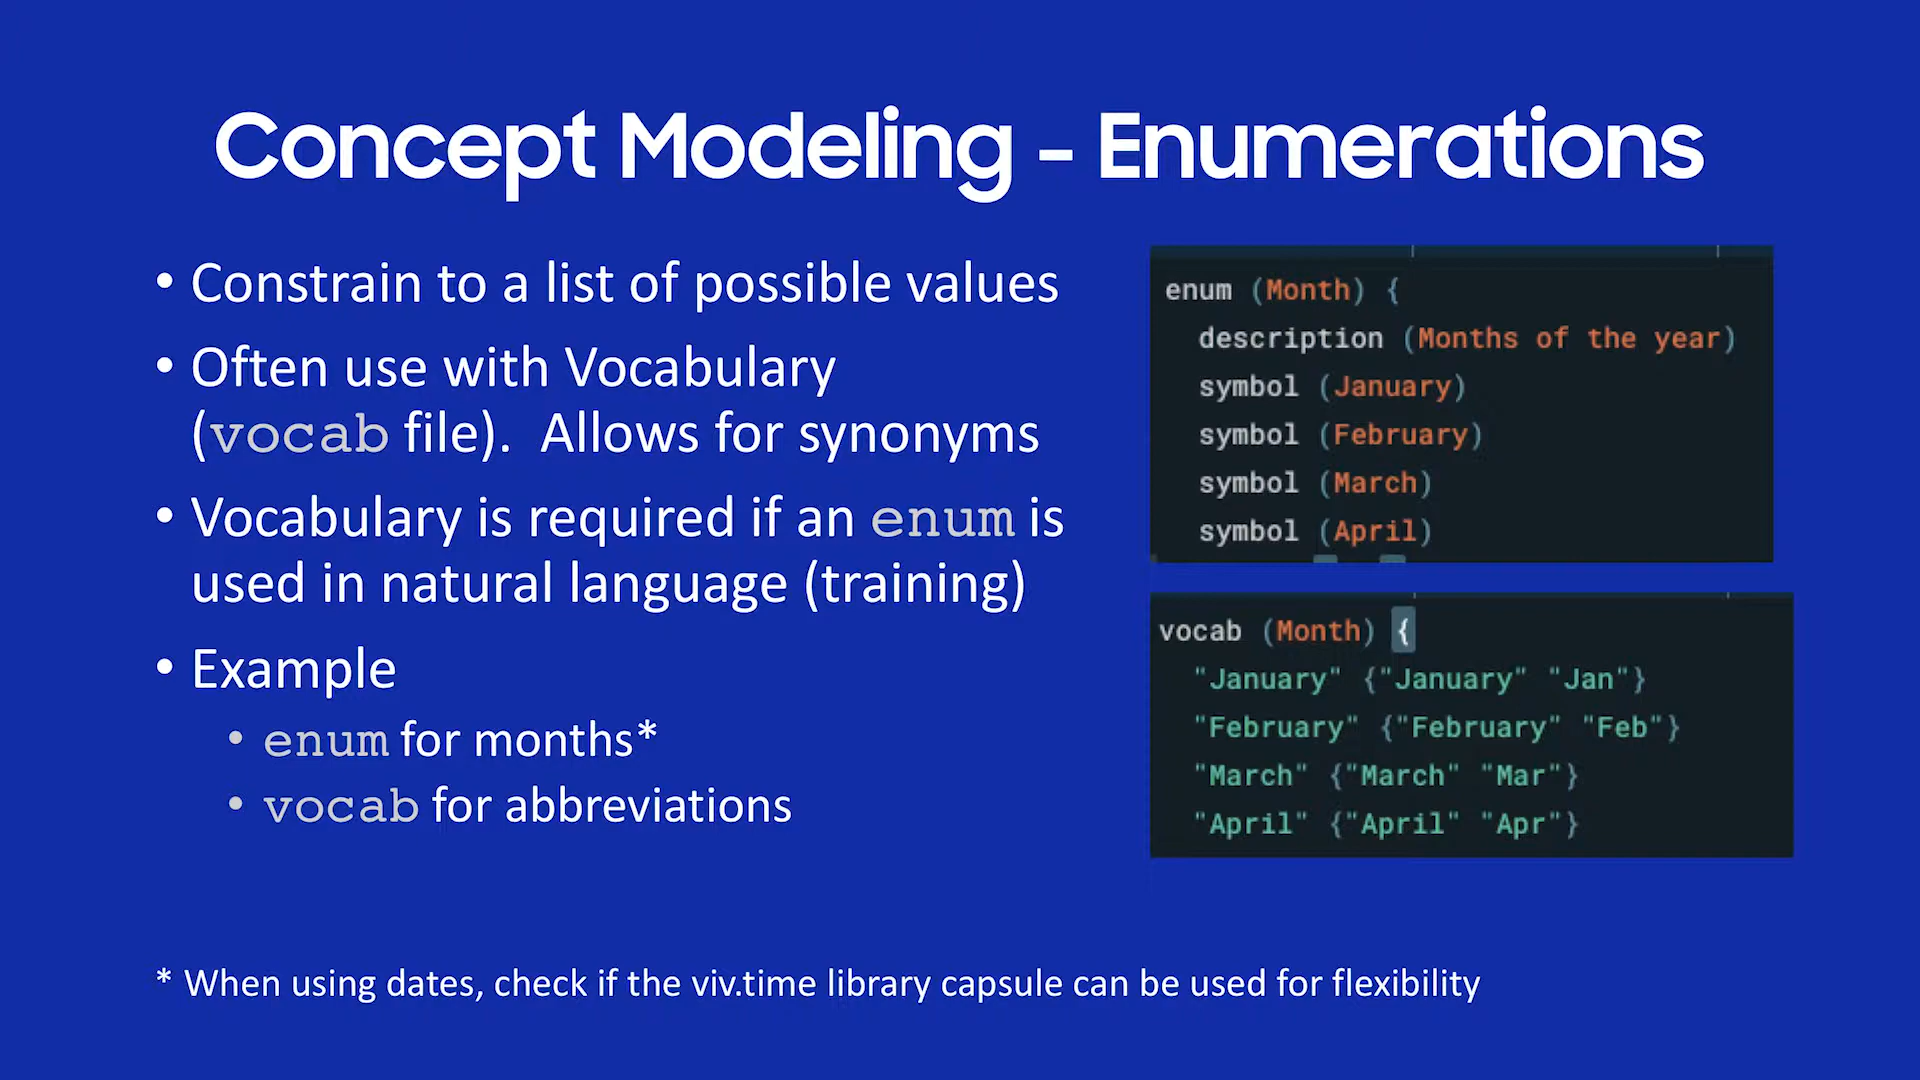 Concept Modeling - Enumerations
• Constrain to a list of possible values
• Often use with Vocabulary
(vocab file).  Allows for synonyms
• Vocabulary is required if an enum is
used in natural language (training)
• Example
• enum for months*
• vocab for abbreviations
enum (Month) {
description (Months of the year)
symbol (January)
symbol (February)
symbol (March)
symbol (April)
vocab (Month) {
"January" {"January" "Jan"}
"February" {"February" "Feb"}
"March" {"March" "Mar"}
"April" {"April" "Apr"}
* When using dates, check if the viv.time library capsule can be used for flexibility